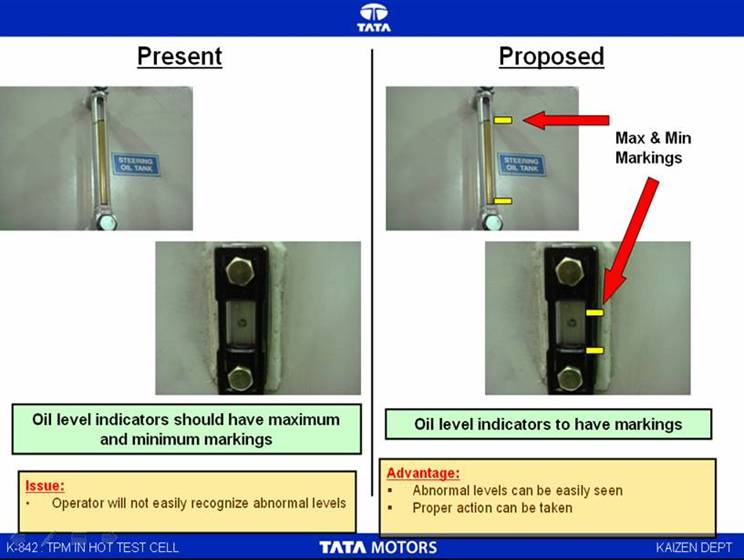 TATA
Present
Proposed
STEERING
OIL TANK
STEERING
OIL TANK
Max & Min
Markings
Oil level indicators should have maximum
and minimum markings
Oil level indicators to have markings
Issue:
• Operator will not easily recognize abnormal levels
Advantage:
▪ Abnormal levels can be easily seen
▪ Proper action can be taken
K-842 : TPM IN HOT TEST CELL
TATA MOTORS
KAIZEN DEPT